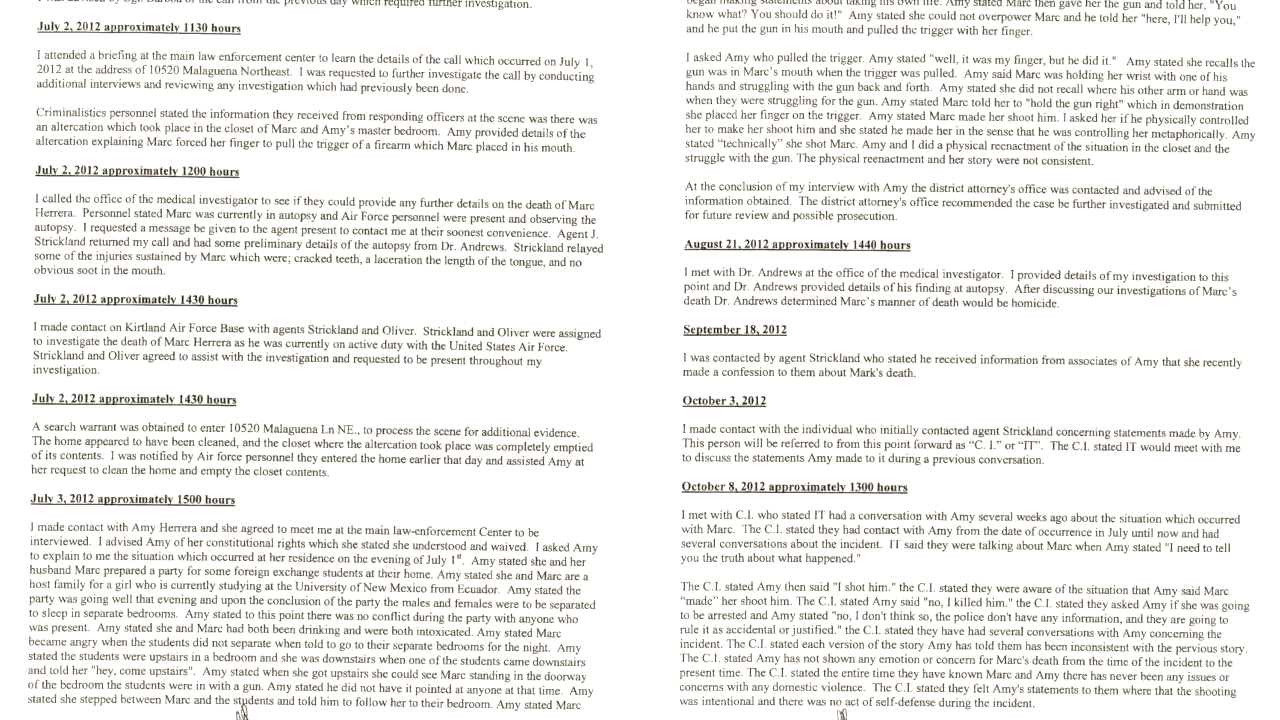 which required further investigation.
July 2, 2012 approximately 1130 hours
I attended a briefing at the main law enforcement center to learn the details of the call which occurred on July 1,
2012 at the address of 10520 Malaguena Northeast. I was requested to further investigate the call by conducting
additional interviews and reviewing any investigation which had previously been done.
Criminalistics personnel stated the information they received from responding officers at the scene was there was
an altercation which took place in the closet of Marc and Amy's master bedroom. Amy provided details of the
altercation explaining Marc forced her finger to pull the trigger of a firearm which Marc placed in his mouth.
July 2, 2012 approximately 1200 hours
I called the office of the medical investigator to see if they could provide any further details on the death of Marc
Herrera. Personnel stated Marc was currently in autopsy and Air Force personnel were present and observing the
autopsy. I requested a message be given to the agent present to contact me at their soonest convenience. Agent J.
Strickland returned my call and had some preliminary details of the autopsy from Dr. Andrews. Strickland relayed
some of the injuries sustained by Marc which were; cracked teeth, a laceration the length of the tongue, and no
obvious soot in the mouth.
July 2, 2012 approximately 1430 hours
I made contact on Kirtland Air Force Base with agents Strickland and Oliver. Strickland and Oliver were assigned
to investigate the death of Marc Herrera as he was currently on active duty with the United States Air Force.
Strickland and Oliver agreed to assist with the investigation and requested to be present throughout my
investigation.
July 2, 2012 approximately 1430 hours
A search warrant was obtained to enter 10520 Malaguena Ln NE., to process the scene for additional evidence.
The home appeared to have been cleaned, and the closet where the altercation took place was completely emptied
of its contents. I was notified by Air force personnel they entered the home earlier that day and assisted Amy at
her request to clean the home and empty the closet contents.
July 3, 2012 approximately 1500 hours
I made contact with Amy Herrera and she agreed to meet me at the main law-enforcement Center to be
interviewed. I advised Amy of her constitutional rights which she stated she understood and waived. I asked Amy
to explain to me the situation which occurred at her residence on the evening of July 1st. Amy stated she and her
husband Marc prepared a party for some foreign exchange students at their home. Amy stated she and Marc are a
host family for a girl who is currently studying at the University of New Mexico from Ecuador. Amy stated the
party was going well that evening and upon the conclusion of the party the males and females were to be separated
to sleep in separate bedrooms. Amy stated to this point there was no conflict during the party with anyone who
was present. Amy stated she and Marc had both been drinking and were both intoxicated. Amy stated Marc
became angry when the students did not separate when told to go to their separate bedrooms for the night. Amy
stated the students were upstairs in a bedroom and she was downstairs when one of the students came downstairs
and told her "hey, come upstairs". Amy stated when she got upstairs she could see Marc standing in the doorway
of the bedroom the students were in with a gun. Amy stated he did not have it pointed at anyone at that time. Amy
stated she stepped between Marc and the students and told him to follow her to their bedroom. Amy stated Marc
began making statements about taking his own life. Amy stated Marc then gave her the gun and told her, "You
know what? You should do it!" Amy stated she could not overpower Marc and he told her "here, I'll help you,"
and he put the gun in his mouth and pulled the trigger with her finger.
I asked Amy who pulled the trigger. Amy stated "well, it was my finger, but he did it." Amy stated she recalls the
gun was in Marc's mouth when the trigger was pulled. Amy said Marc was holding her wrist with one of his
hands and struggling with the gun back and forth. Amy stated she did not recall where his other arm or hand was
when they were struggling for the gun. Amy stated Marc told her to "hold the gun right" which in demonstration
she placed her finger on the trigger. Amy stated Marc made her shoot him. I asked her if he physically controlled
her to make her shoot him and she stated he made her in the sense that he was controlling her metaphorically. Amy
stated "technically" she shot Marc. Amy and I did a physical reenactment of the situation in the closet and the
struggle with the gun. The physical reenactment and her story were not consistent.
At the conclusion of my interview with Amy the district attorney's office was contacted and advised of the
information obtained. The district attorney's office recommended the case be further investigated and submitted
for future review and possible prosecution.
August 21, 2012 approximately 1440 hours
I met with Dr. Andrews at the office of the medical investigator. I provided details of my investigation to this
point and Dr. Andrews provided details of his finding at autopsy. After discussing our investigations of Marc's
death Dr. Andrews determined Marc's manner of death would be homicide.
September 18, 2012
I was contacted by agent Strickland who stated he received information from associates of Amy that she recently
made a confession to them about Mark's death.
October 3, 2012
I made contact with the individual who initially contacted agent Strickland concerning statements made by Amy.
This person will be referred to from this point forward as "C. I." or "IT". The C.I. stated IT would meet with me
to discuss the statements Amy made to it during a previous conversation.
October 8, 2012 approximately 1300 hours
I met with C.I. who stated IT had a conversation with Amy several weeks ago about the situation which occurred
with Marc. The C.I. stated they had contact with Amy from the date of occurrence in July until now and had
several conversations about the incident. IT said they were talking about Marc when Amy stated "I need to tell
you the truth about what happened."
The C.I. stated Amy then said "I shot him." the C.I. stated they were aware of the situation that Amy said Marc
"made" her shoot him. The C.I. stated Amy said "no, I killed him." the C.I. stated they asked Amy if she was going
to be arrested and Amy stated "no, I don't think so, the police don't have any information, and they are going to
rule it as accidental or justified." the C.I. stated they have had several conversations with Amy concerning the
incident. The C.I. stated each version of the story Amy has told them has been inconsistent with the pervious story.
The C.I. stated Amy has not shown any emotion or concern for Marc's death from the time of the incident to the
present time. The C.I. stated the entire time they have known Marc and Amy there has never been any issues or
concerns with any domestic violence. The C.I. stated they felt Amy's statements to them where that the shooting
was intentional and there was no act of self-defense during the incident.